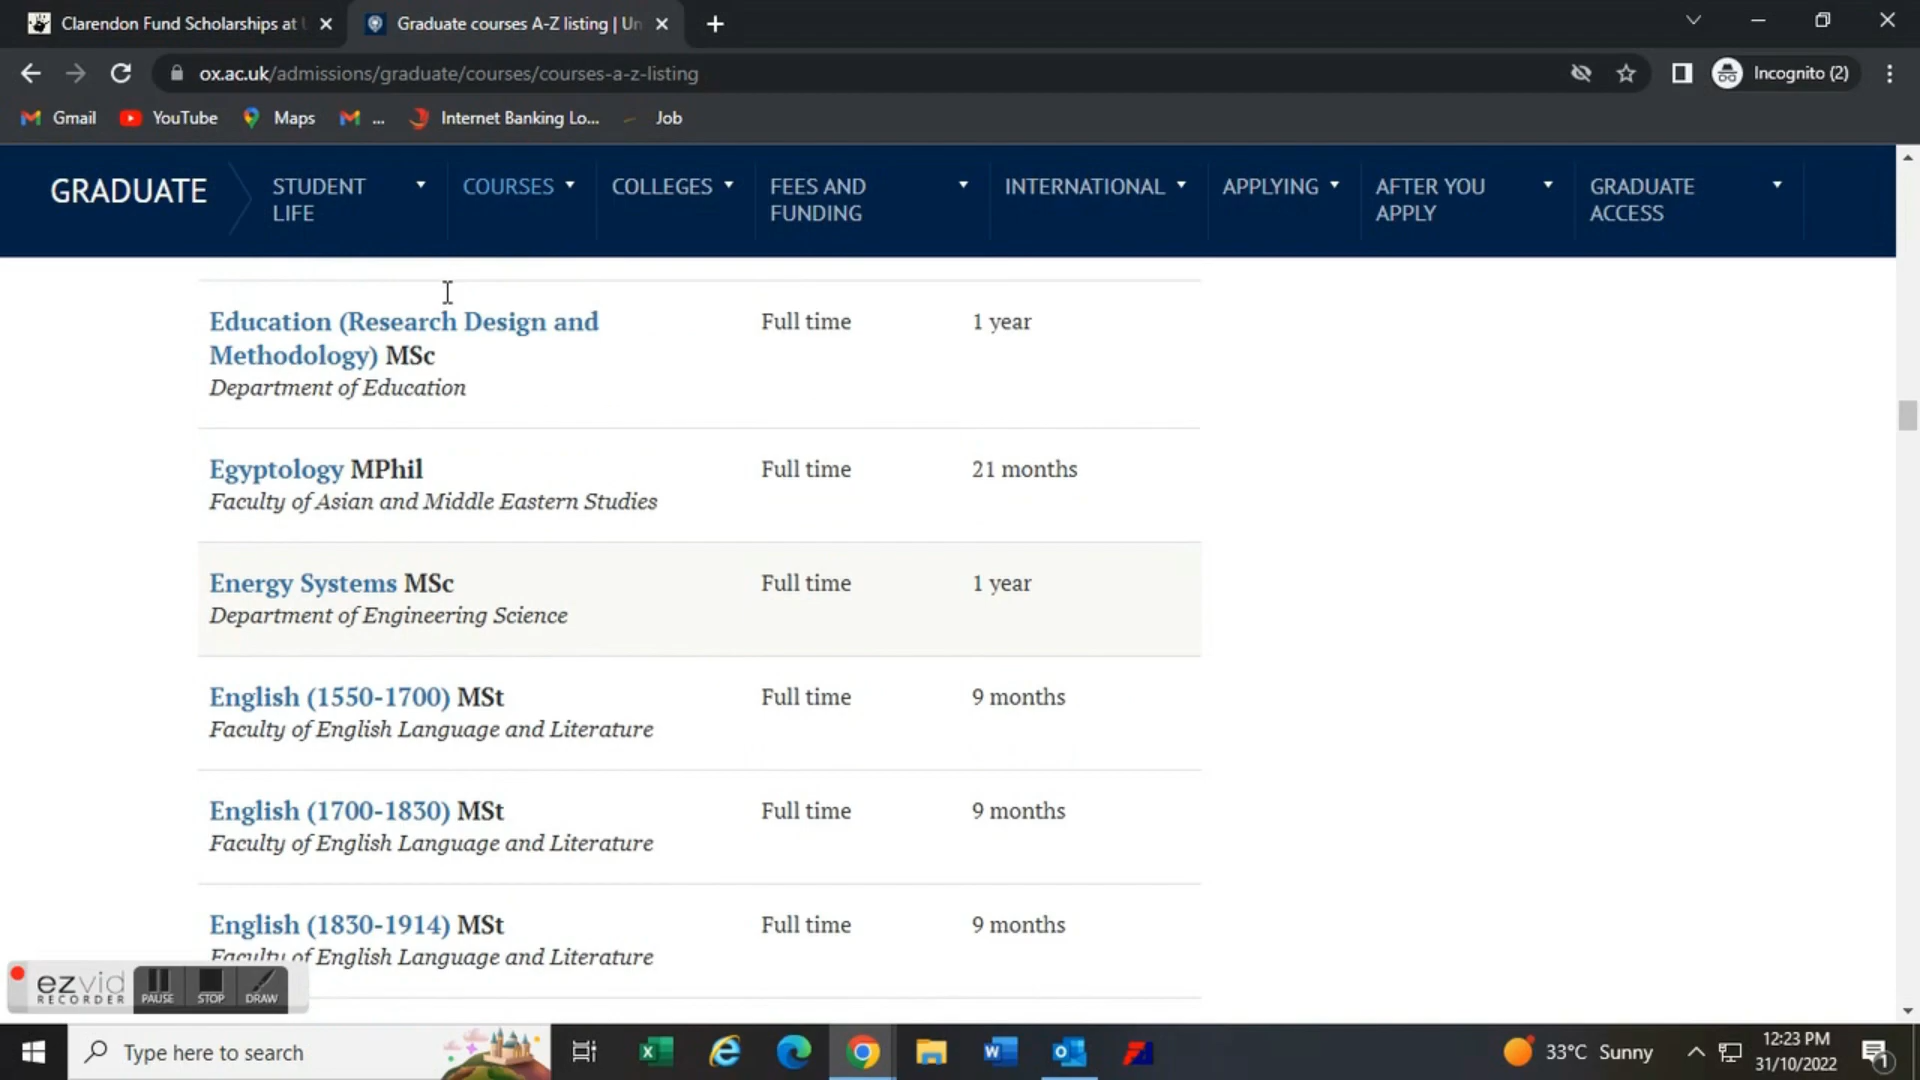 Clarendon Fund Scholarships at
Graduate courses A-Z listing | Un
ox.ac.uk/admissions/graduate/courses/courses-a-z-listing
Incognito (2)
Gmail
YouTube
Maps
...
Internet Banking Lo...
Job
GRADUATE
STUDENT
LIFE
COURSES
COLLEGES
FEES AND
FUNDING
INTERNATIONAL
APPLYING
AFTER YOU
APPLY
GRADUATE
ACCESS
Education (Research Design and
Methodology) MSc
Department of Education
Full time
1 year
Egyptology MPhil
Faculty of Asian and Middle Eastern Studies
Full time
21 months
Energy Systems MSc
Department of Engineering Science
Full time
1 year
English (1550-1700) MSt
Faculty of English Language and Literature
Full time
9 months
English (1700-1830) MSt
Faculty of English Language and Literature
Full time
9 months
English (1830-1914) MSt
Faculty of English Language and Literature
Full time
9 months
ezvid
RECORDER
PAUSE
STOP
DRAW
Type here to search
33°C Sunny
12:23 PM
31/10/2022
1